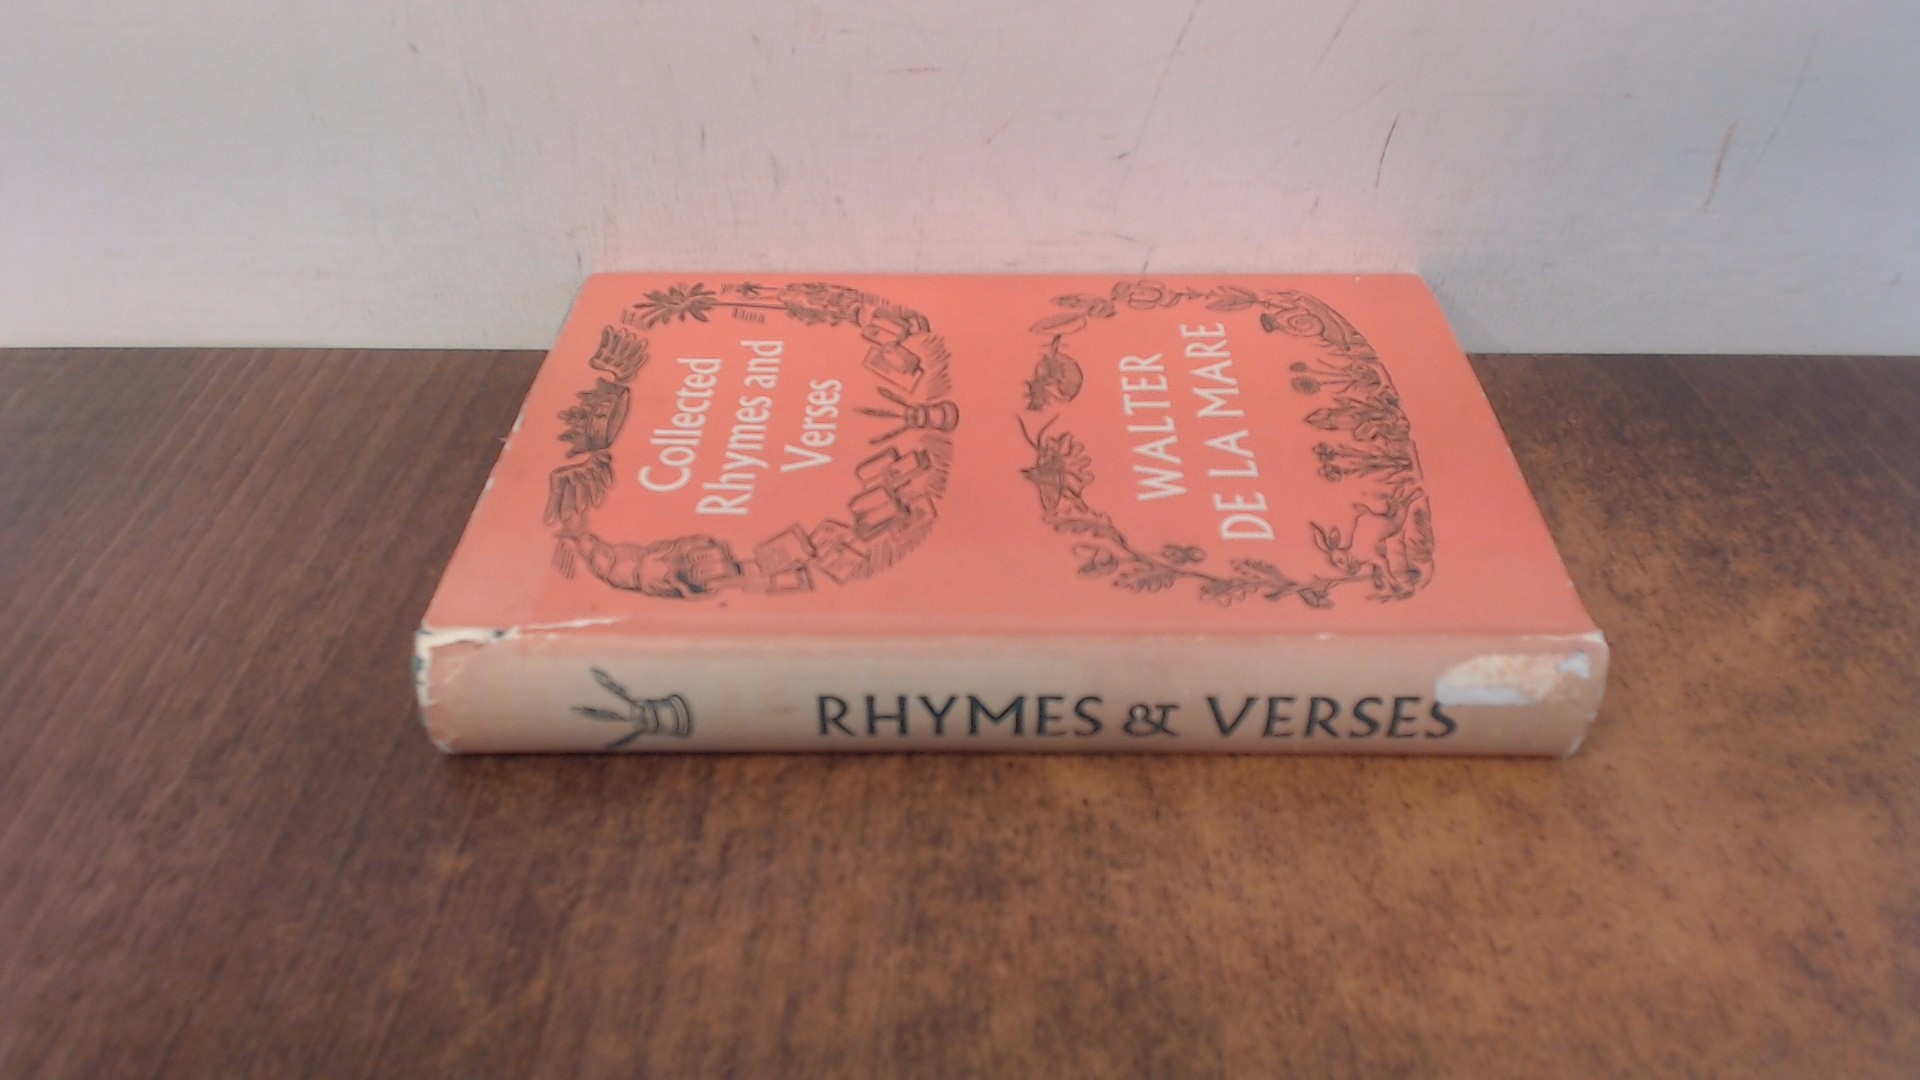 Collected
Rhymes and
Verses
WALTER
DE LA MARE
RHYMES & VERSES